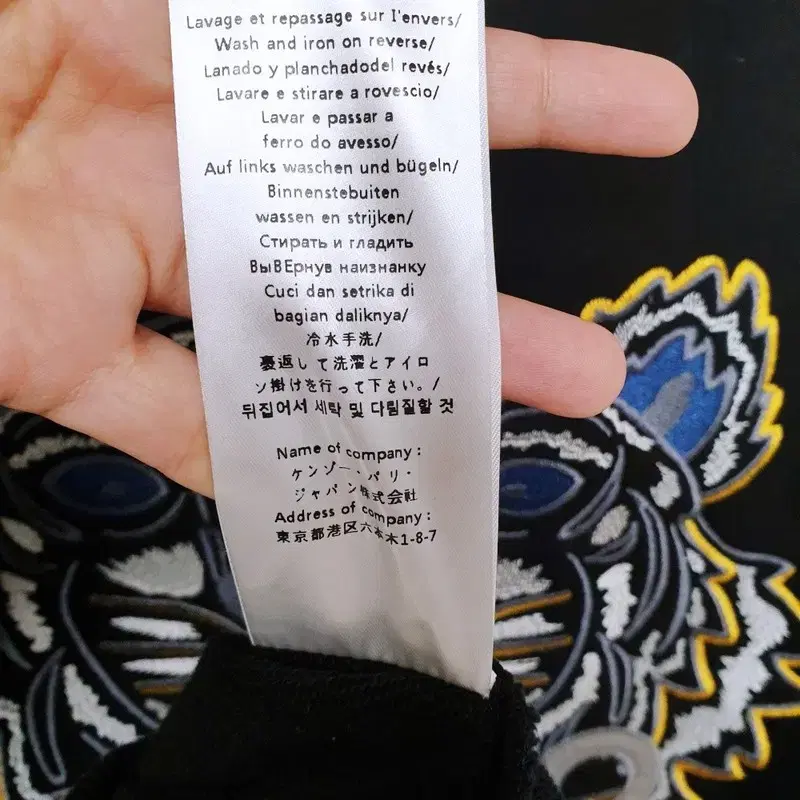 Lavage et repassage sur I'envers/
Wash and iron on reverse/
Lanado y planchadodel revés/
Lavare e stirare a rovescio/
Lavar e passar a
ferro do avesso/
Auf links waschen und bügeln/
Binnenstebuiten
wassen en strijken/
Стирать и гладить
ВыВЕрнув наизнанку
Cuci dan setrika di
bagian daliknya/
冷水手洗/
裏返して洗濯とアイロ
ン掛けを行って下さい。/
뒤집어서 세탁 및 다림질할 것
Name of company :
ケンゾー・パリ・
ジャパン株式会社
Address of company :
東京都港区六本木1-8-7